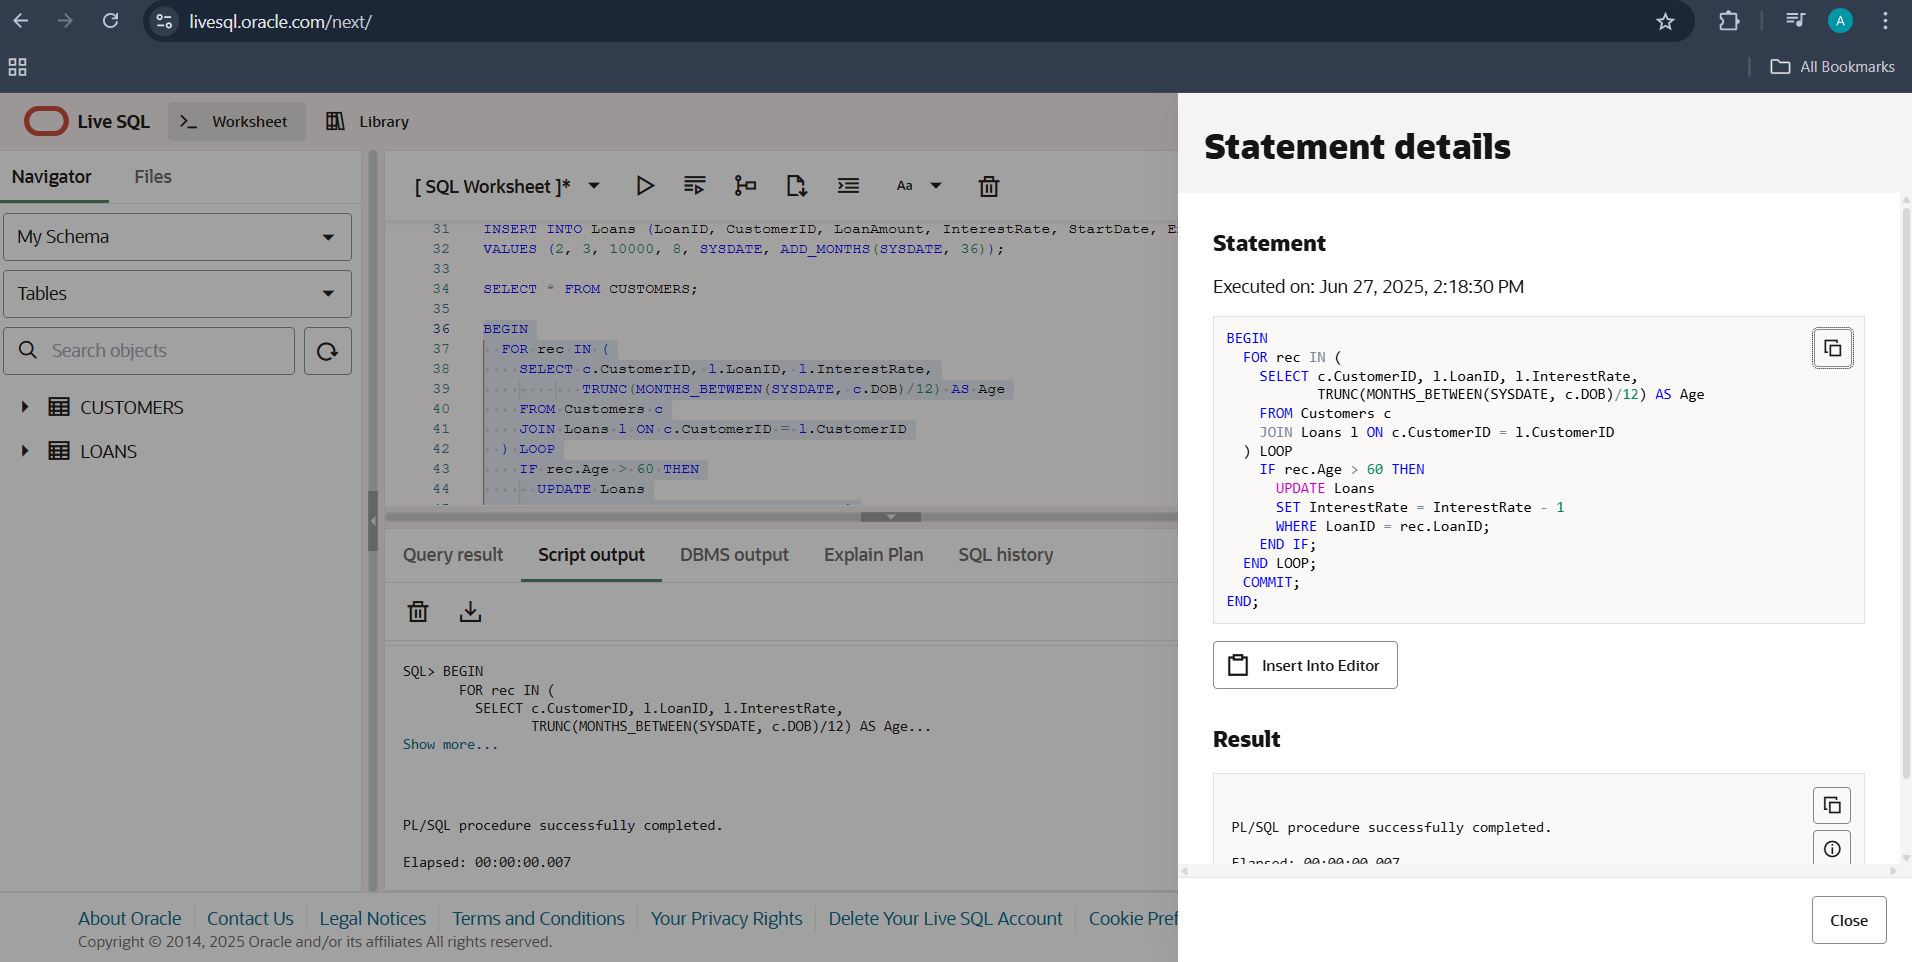 livesql.oracle.com/next/
A
All Bookmarks
Live SQL
Worksheet
Library
Navigator
Files
My Schema
Tables
Search objects
CUSTOMERS
LOANS
[ SQL Worksheet ]*
Aa
31 INSERT INTO Loans (LoanID, CustomerID, LoanAmount, InterestRate, StartDate, E
32 VALUES (2, 3, 10000, 8, SYSDATE, ADD_MONTHS(SYSDATE, 36));
33
34 SELECT * FROM CUSTOMERS;
35
36 BEGIN
37 FOR rec IN (
38 SELECT c.CustomerID, l.LoanID, l.InterestRate,
39 TRUNC(MONTHS_BETWEEN(SYSDATE, c.DOB)/12) AS Age
40 FROM Customers c
41 JOIN Loans l ON c.CustomerID = l.CustomerID
42 ) LOOP
43 IF rec.Age > 60 THEN
44 UPDATE Loans
Query result
Script output
DBMS output
Explain Plan
SQL history
SQL> BEGIN
FOR rec IN (
SELECT c.CustomerID, l.LoanID, l.InterestRate,
TRUNC(MONTHS_BETWEEN(SYSDATE, c.DOB)/12) AS Age...
Show more...
PL/SQL procedure successfully completed.
Elapsed: 00:00:00.007
About Oracle
Contact Us
Legal Notices
Terms and Conditions
Your Privacy Rights
Delete Your Live SQL Account
Cookie Pref
Copyright © 2014, 2025 Oracle and/or its affiliates All rights reserved.
Statement details
Statement
Executed on: Jun 27, 2025, 2:18:30 PM
BEGIN
FOR rec IN (
SELECT c.CustomerID, l.LoanID, l.InterestRate,
TRUNC(MONTHS_BETWEEN(SYSDATE, c.DOB)/12) AS Age
FROM Customers c
JOIN Loans l ON c.CustomerID = l.CustomerID
) LOOP
IF rec.Age > 60 THEN
UPDATE Loans
SET InterestRate = InterestRate - 1
WHERE LoanID = rec.LoanID;
END IF;
END LOOP;
COMMIT;
END;
Insert Into Editor
Result
PL/SQL procedure successfully completed.
Elapsed: 00:00:00.007
Close